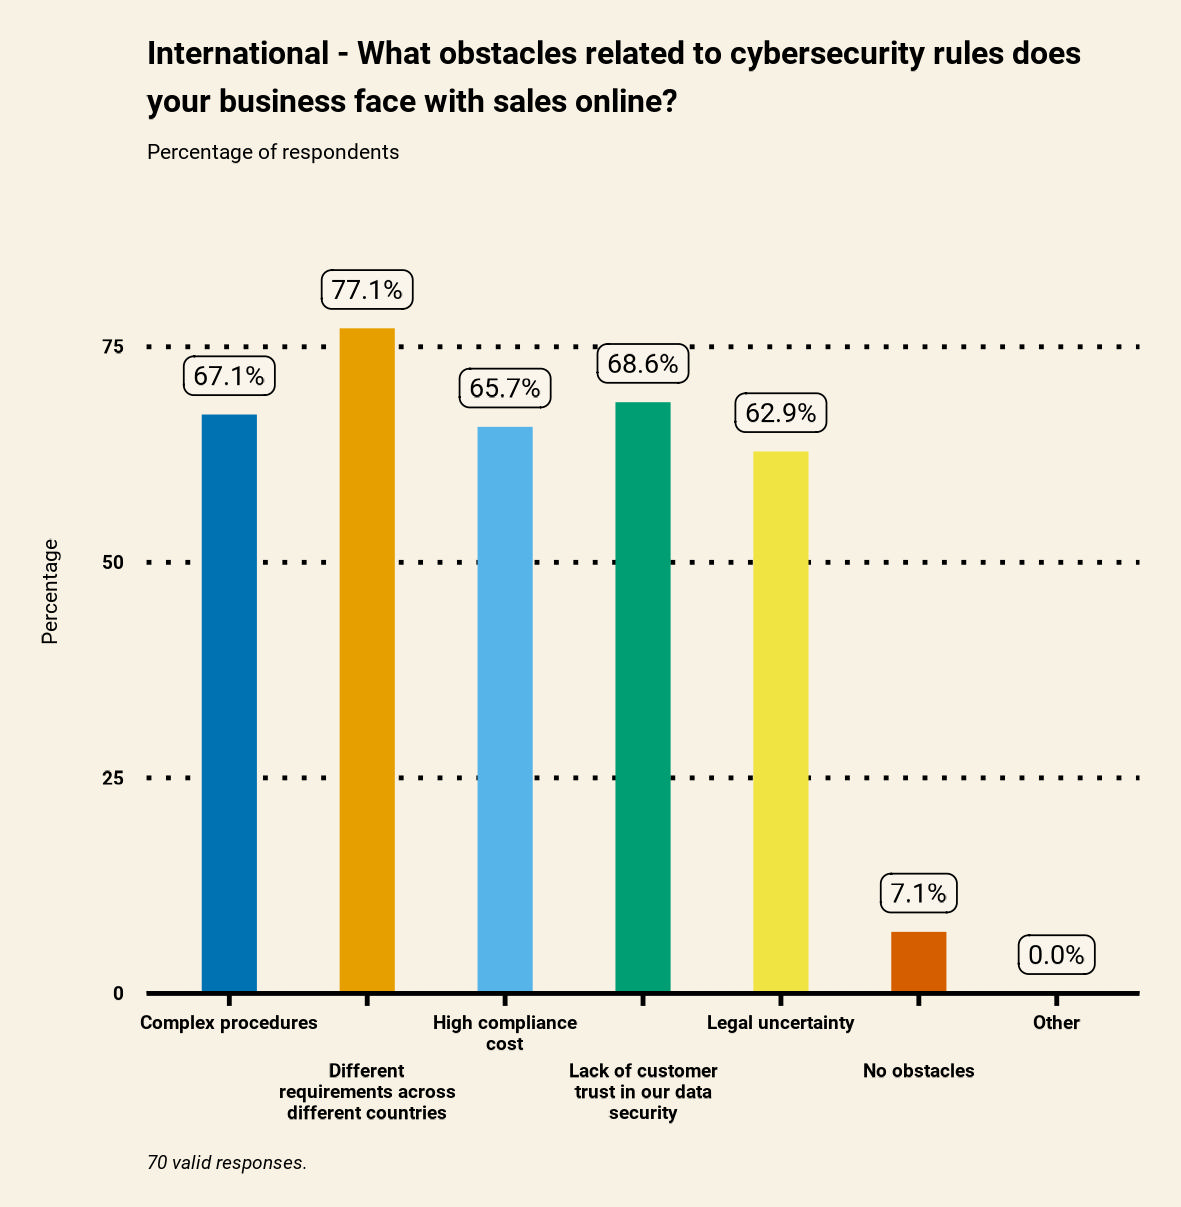 International - What obstacles related to cybersecurity rules does
your business face with sales online?
Percentage of respondents
77.1%
75
67.1%
65.7%
68.6%
62.9%
50
Percentage
25
7.1%
0.0%
0
Complex procedures
Different
requirements across
different countries
High compliance
cost
Lack of customer
trust in our data
security
Legal uncertainty
No obstacles
Other
70 valid responses.